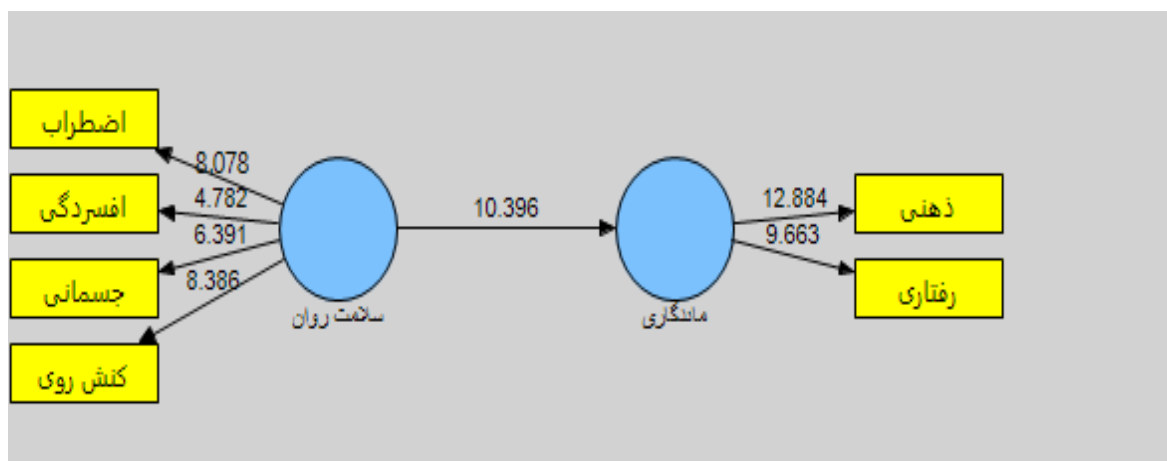 اضطراب
افسردگی
جسمانی
کنش روی
8.078
4.782
6.391
8.386
سلامت روان
10.396
ماندگاری
12.884
9.663
ذهنی
رفتاری